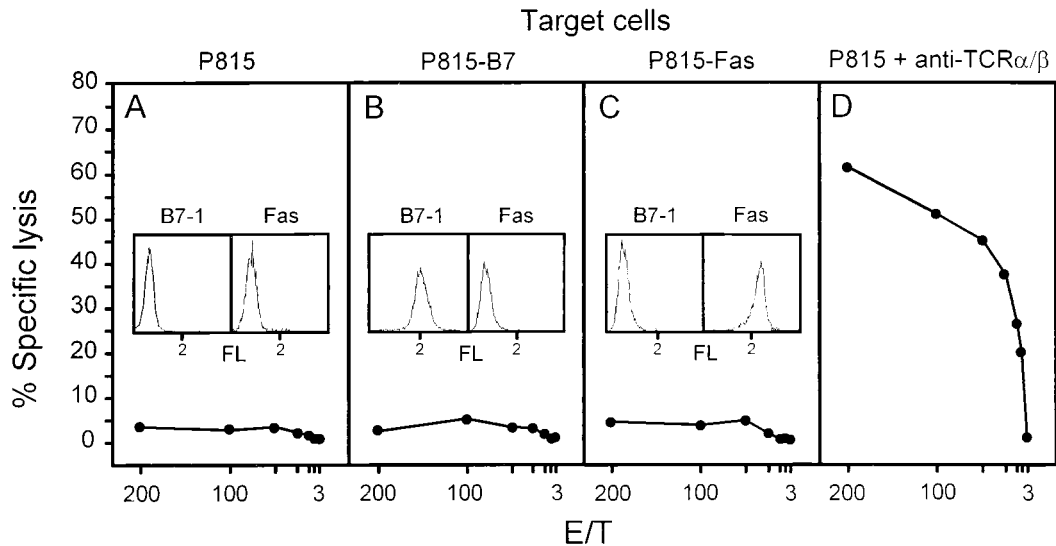 Target cells
P815 P815-B7 P815-Fas P815 + anti-TCRα/β
% Specific lysis
80
70
60
50
40
30
25
20
10
5
0
A
B7-1 Fas
2 2
FL
B
B7-1 Fas
2 2
FL
C
B7-1 Fas
2 2
FL
D
200 100 3
200 100 3
200 100 3
200 100 3
E/T